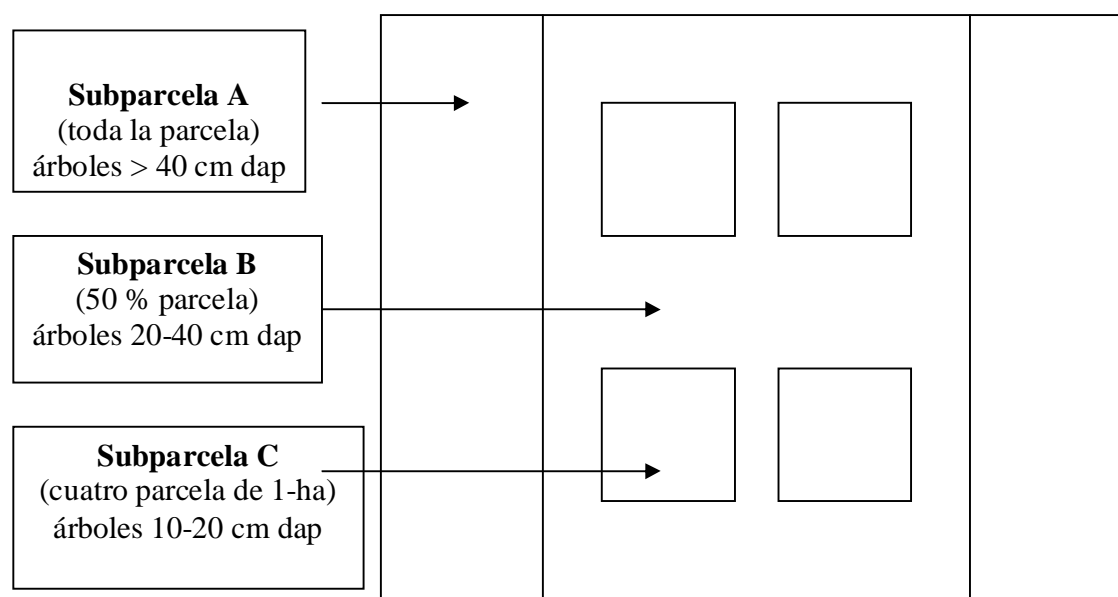 Subparcela A
(toda la parcela)
árboles > 40 cm dap
Subparcela B
(50 % parcela)
árboles 20-40 cm dap
Subparcela C
(cuatro parcela de 1-ha)
árboles 10-20 cm dap